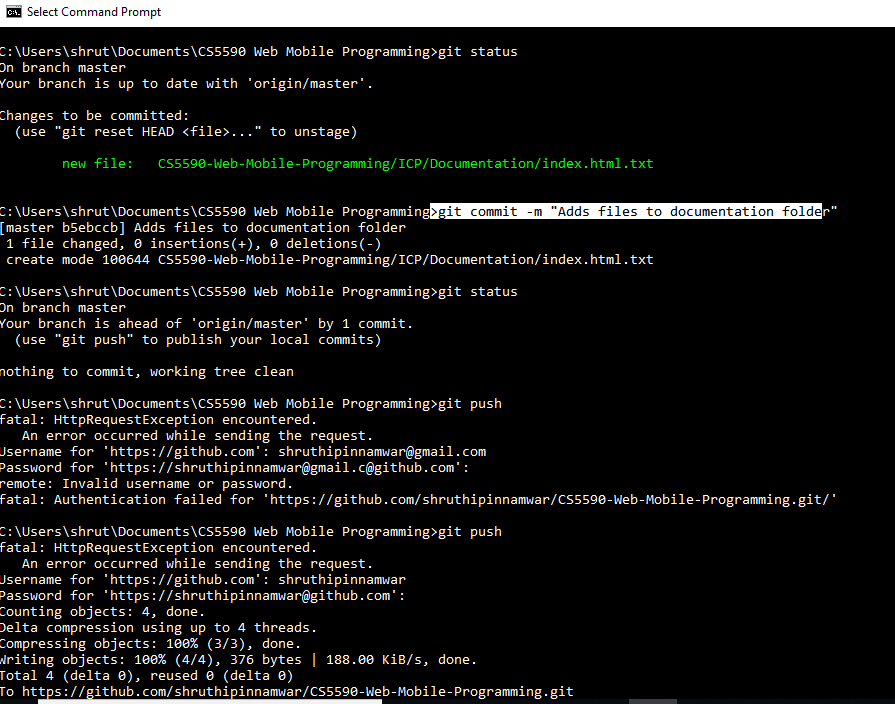 Select Command Prompt
C:\Users\shrut\Documents\CS5590 Web Mobile Programming>git status
On branch master
Your branch is up to date with 'origin/master'.
Changes to be committed:
(use "git reset HEAD <file>..." to unstage)
new file:   CS5590-Web-Mobile-Programming/ICP/Documentation/index.html.txt
C:\Users\shrut\Documents\CS5590 Web Mobile Programming>git commit -m "Adds files to documentation folder"
[master b5ebccb] Adds files to documentation folder
1 file changed, 0 insertions(+), 0 deletions(-)
create mode 100644 CS5590-Web-Mobile-Programming/ICP/Documentation/index.html.txt
C:\Users\shrut\Documents\CS5590 Web Mobile Programming>git status
On branch master
Your branch is ahead of 'origin/master' by 1 commit.
(use "git push" to publish your local commits)
nothing to commit, working tree clean
C:\Users\shrut\Documents\CS5590 Web Mobile Programming>git push
fatal: HttpRequestException encountered.
An error occurred while sending the request.
Username for 'https://github.com': shruthipinnamwar@gmail.com
Password for 'https://shruthipinnamwar@gmail.c@github.com':
remote: Invalid username or password.
fatal: Authentication failed for 'https://github.com/shruthipinnamwar/CS5590-Web-Mobile-Programming.git/'
C:\Users\shrut\Documents\CS5590 Web Mobile Programming>git push
fatal: HttpRequestException encountered.
An error occurred while sending the request.
Username for 'https://github.com': shruthipinnamwar
Password for 'https://shruthipinnamwar@github.com':
Counting objects: 4, done.
Delta compression using up to 4 threads.
Compressing objects: 100% (3/3), done.
Writing objects: 100% (4/4), 376 bytes | 188.00 KiB/s, done.
Total 4 (delta 0), reused 0 (delta 0)
To https://github.com/shruthipinnamwar/CS5590-Web-Mobile-Programming.git